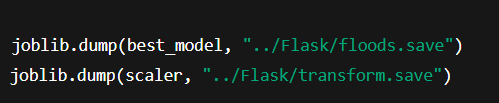 joblib.dump(best_model, "../Flask/floods.save")
joblib.dump(scaler, "../Flask/transform.save")